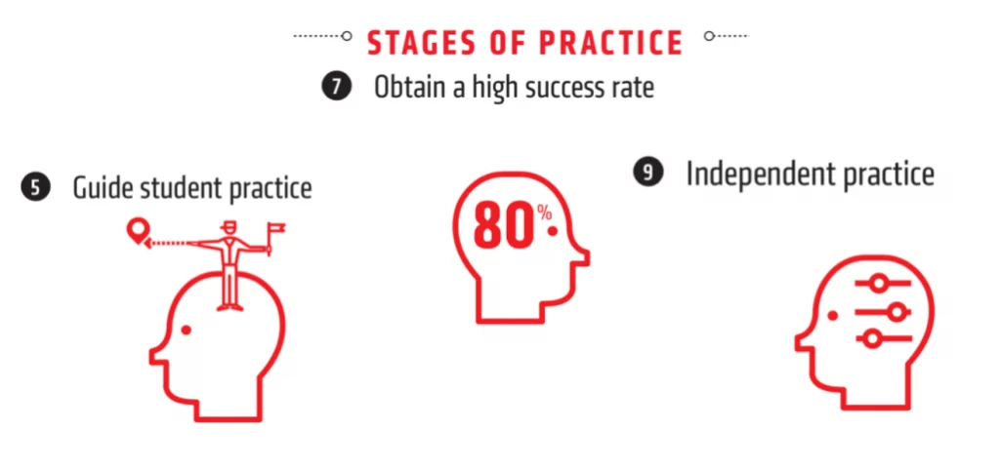 STAGES OF PRACTICE
7 Obtain a high success rate
5 Guide student practice
80%
9 Independent practice